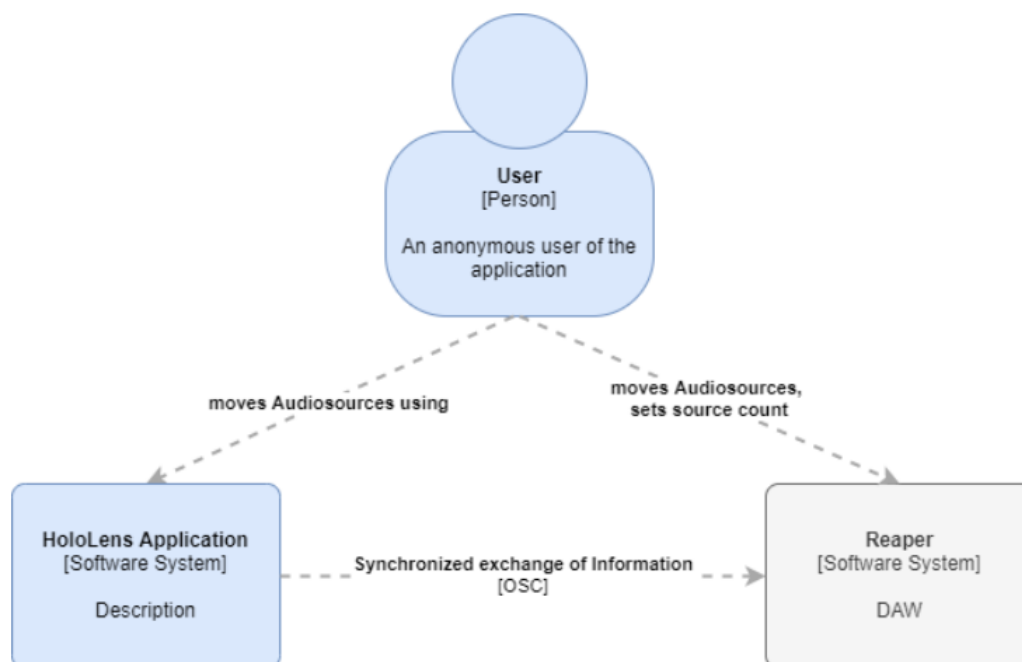 User
[Person]
An anonymous user of the
application
moves Audiosources using
moves Audiosources,
sets source count
HoloLens Application
[Software System]
Description
Synchronized exchange of Information
[OSC]
Reaper
[Software System]
DAW